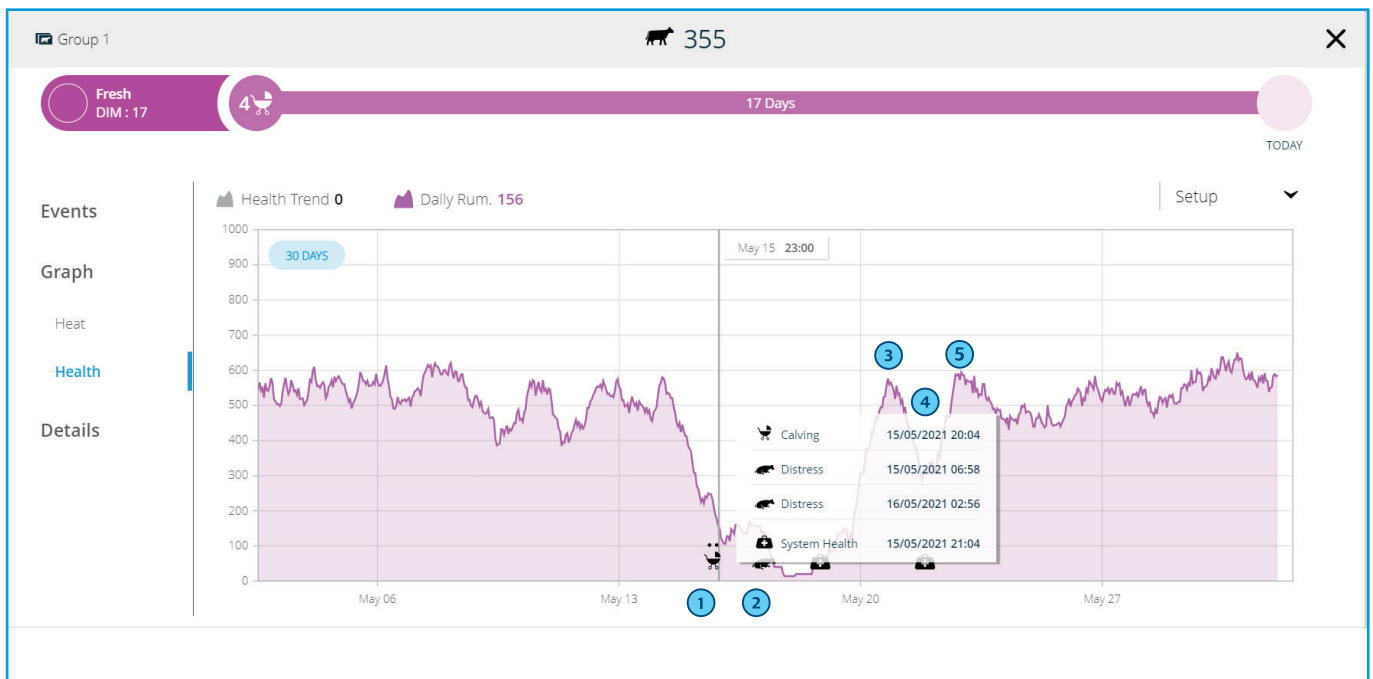 Group 1
355
Fresh
DIM : 17
4
17 Days
TODAY
Events
Graph
Heat
Health
Details
Health Trend 0 Daily Rum. 156
Setup
1000
900
800
700
600
500
400
300
200
100
0
30 DAYS
May 15 23:00
3
5
4
Calving 15/05/2021 20:04
Distress 15/05/2021 06:58
Distress 16/05/2021 02:56
System Health 15/05/2021 21:04
May 06 May 13 May 20 May 27
1
2